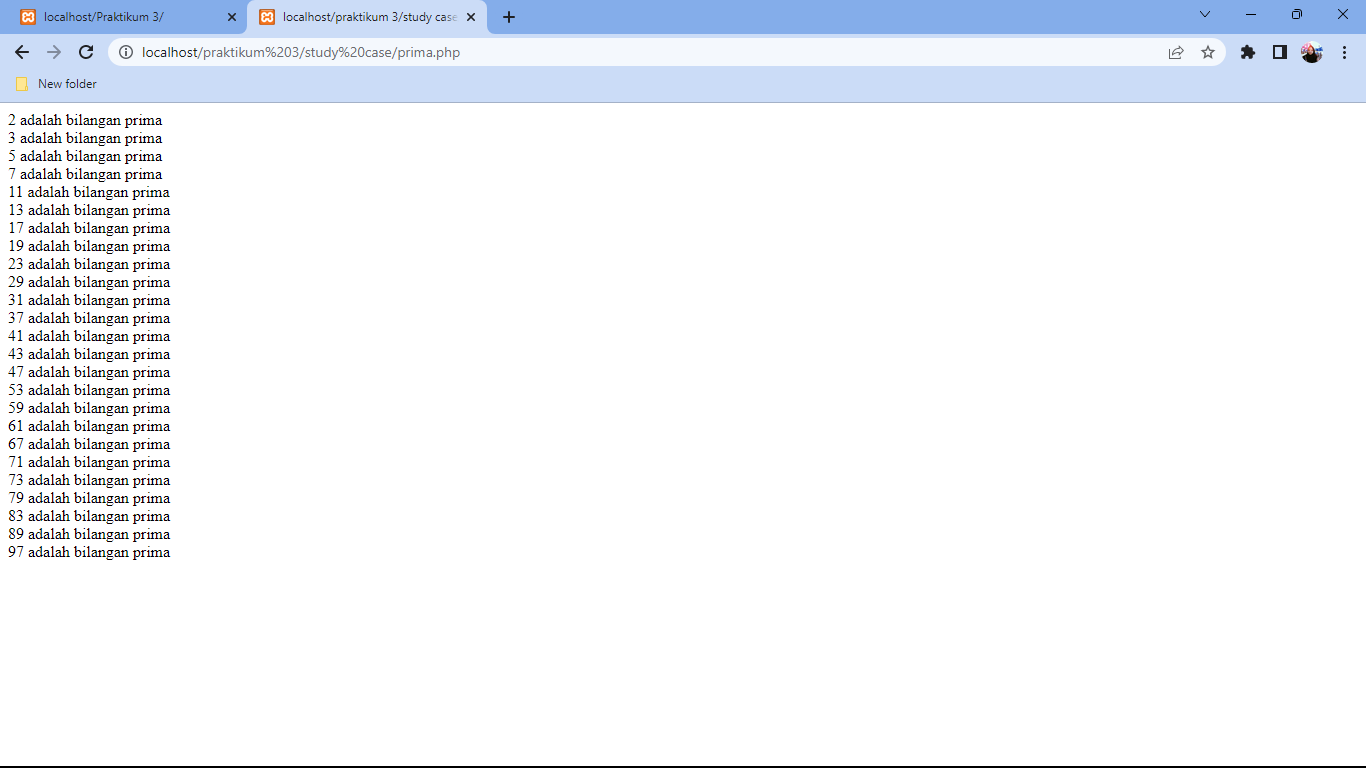 localhost/Praktikum 3/
localhost/praktikum 3/study case
localhost/praktikum%203/study%20case/prima.php
New folder
2 adalah bilangan prima
3 adalah bilangan prima
5 adalah bilangan prima
7 adalah bilangan prima
11 adalah bilangan prima
13 adalah bilangan prima
17 adalah bilangan prima
19 adalah bilangan prima
23 adalah bilangan prima
29 adalah bilangan prima
31 adalah bilangan prima
37 adalah bilangan prima
41 adalah bilangan prima
43 adalah bilangan prima
47 adalah bilangan prima
53 adalah bilangan prima
59 adalah bilangan prima
61 adalah bilangan prima
67 adalah bilangan prima
71 adalah bilangan prima
73 adalah bilangan prima
79 adalah bilangan prima
83 adalah bilangan prima
89 adalah bilangan prima
97 adalah bilangan prima